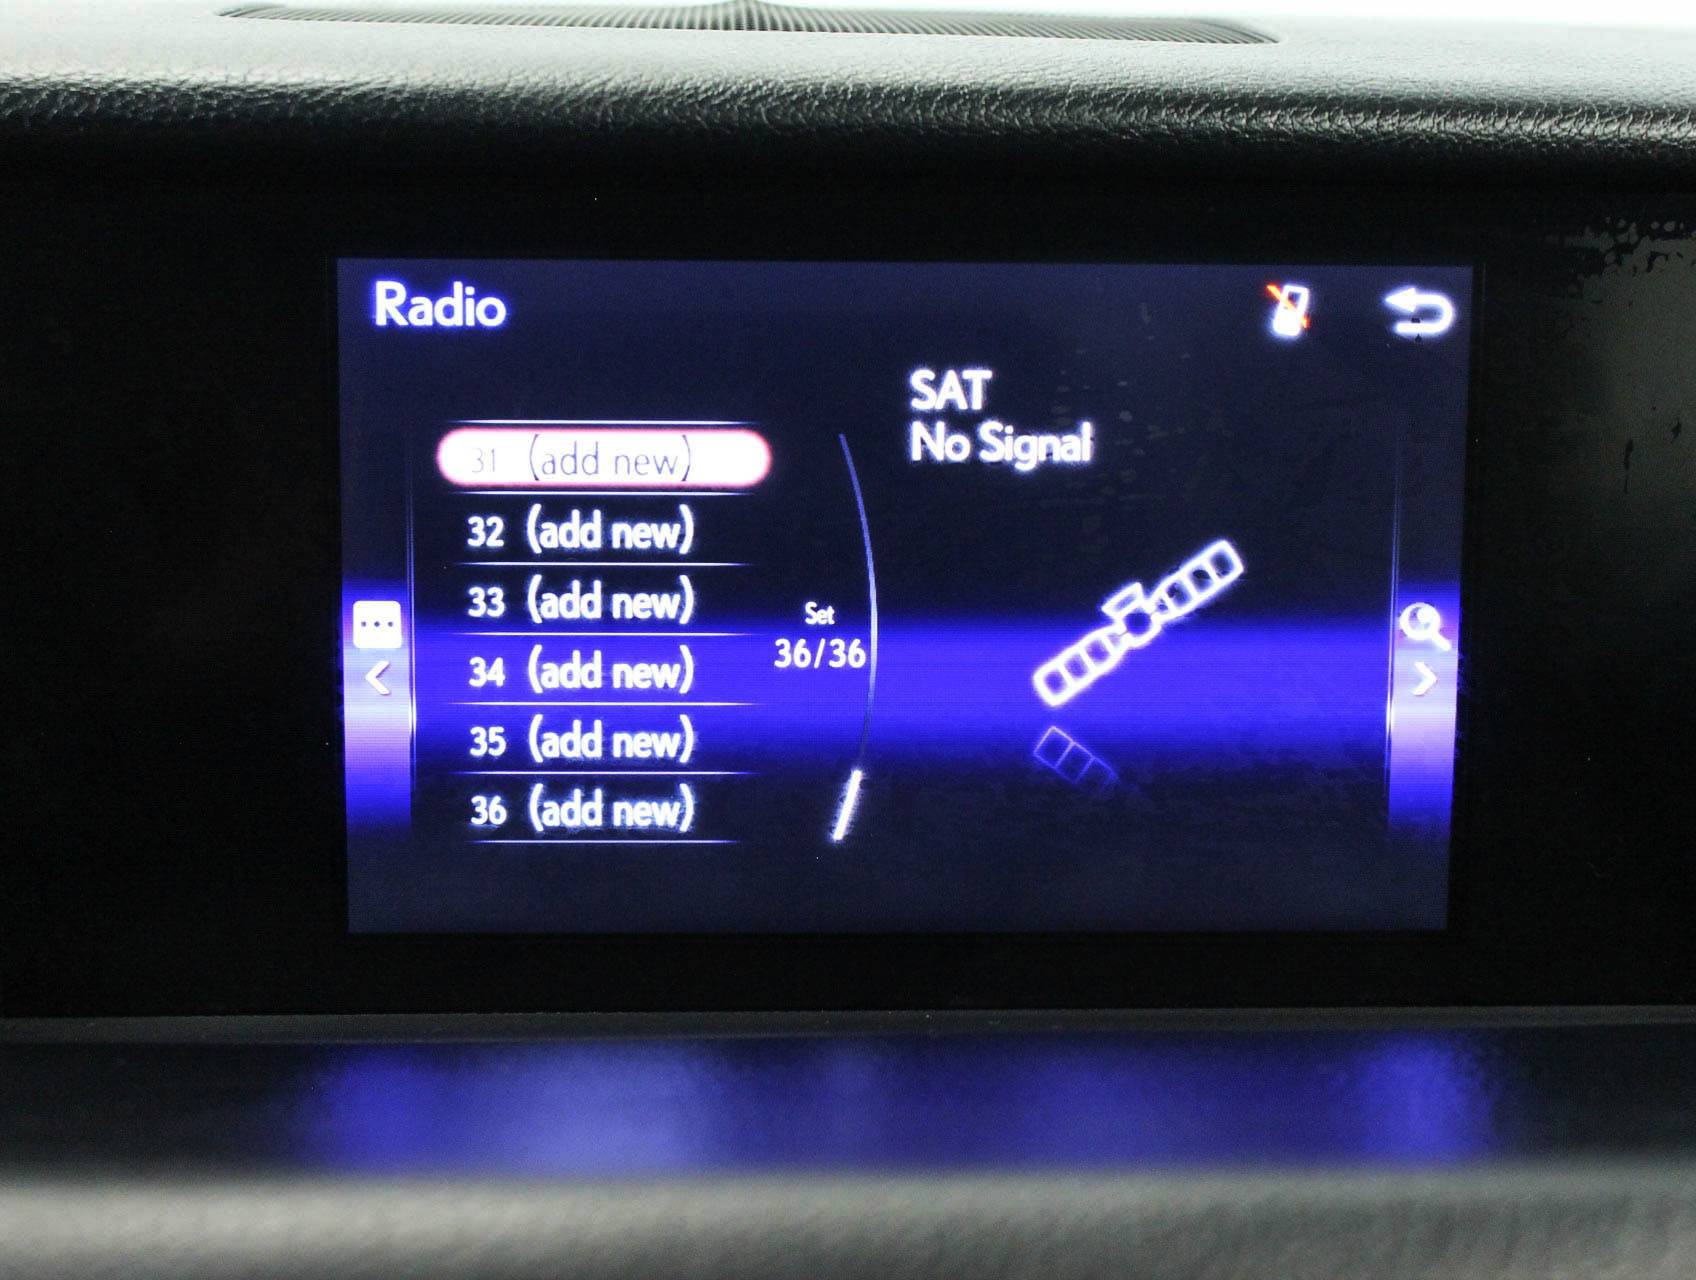 Radio
SAT
No Signal
31 (add new)
32 (add new)
33 (add new)
34 (add new)
35 (add new)
36 (add new)
Set
36/36